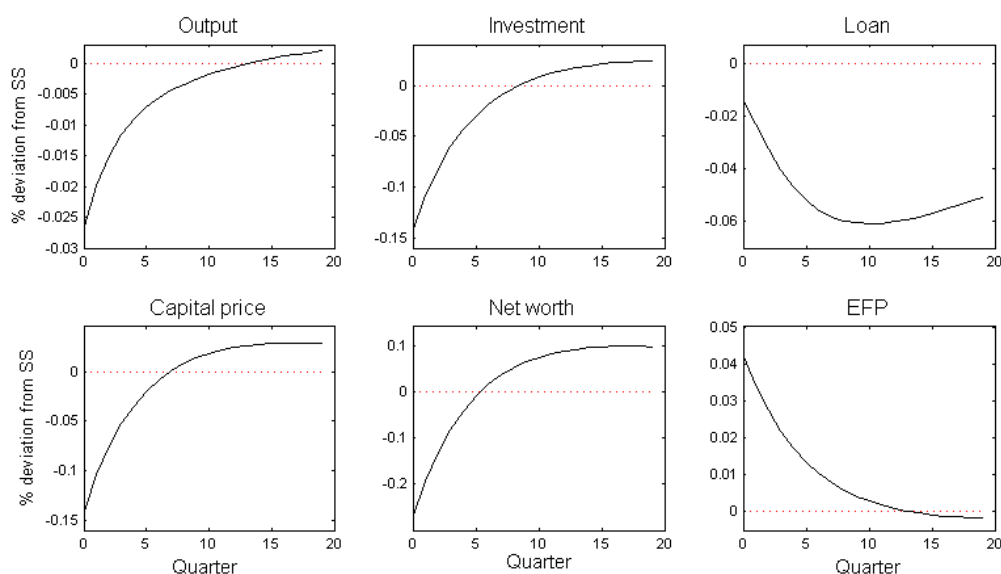 Output
Investment
Loan
% deviation from SS
0
-0.005
-0.01
-0.015
-0.02
-0.025
-0.03
0 5 10 15 20
0
-0.05
-0.1
-0.15
0 5 10 15 20
0
-0.02
-0.04
-0.06
0 5 10 15 20
Capital price
Net worth
EFP
% deviation from SS
0
-0.05
-0.1
-0.15
0 5 10 15 20
Quarter
0.1
0
-0.1
-0.2
0 5 10 15 20
Quarter
0.05
0.04
0.03
0.02
0.01
0
0 5 10 15 20
Quarter